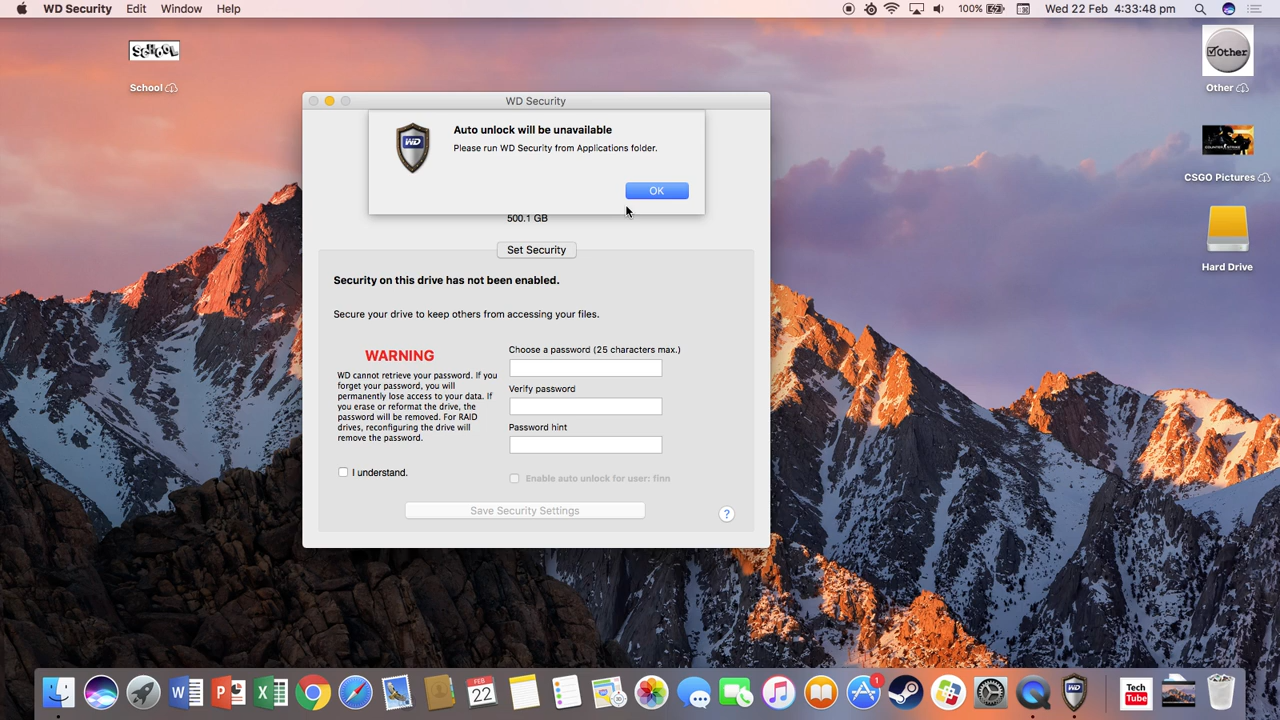 WD Security Edit Window Help
100% Wed 22 Feb 4:33:48 pm
SCHOOL
School
Other
Other
COUNTER STRIKE
CSGO Pictures
Hard Drive
WD Security
WD
Auto unlock will be unavailable
Please run WD Security from Applications folder.
OK
500.1 GB
Set Security
Security on this drive has not been enabled.
Secure your drive to keep others from accessing your files.
WARNING
WD cannot retrieve your password. If you
forget your password, you will
permanently lose access to your data. If
you erase or reformat the drive, the
password will be removed. For RAID
drives, reconfiguring the drive will
remove the password.
I understand.
Choose a password (25 characters max.)
Verify password
Password hint
Enable auto unlock for user: finn
Save Security Settings
?
W P X FEB 22 1 WD Tech Tube